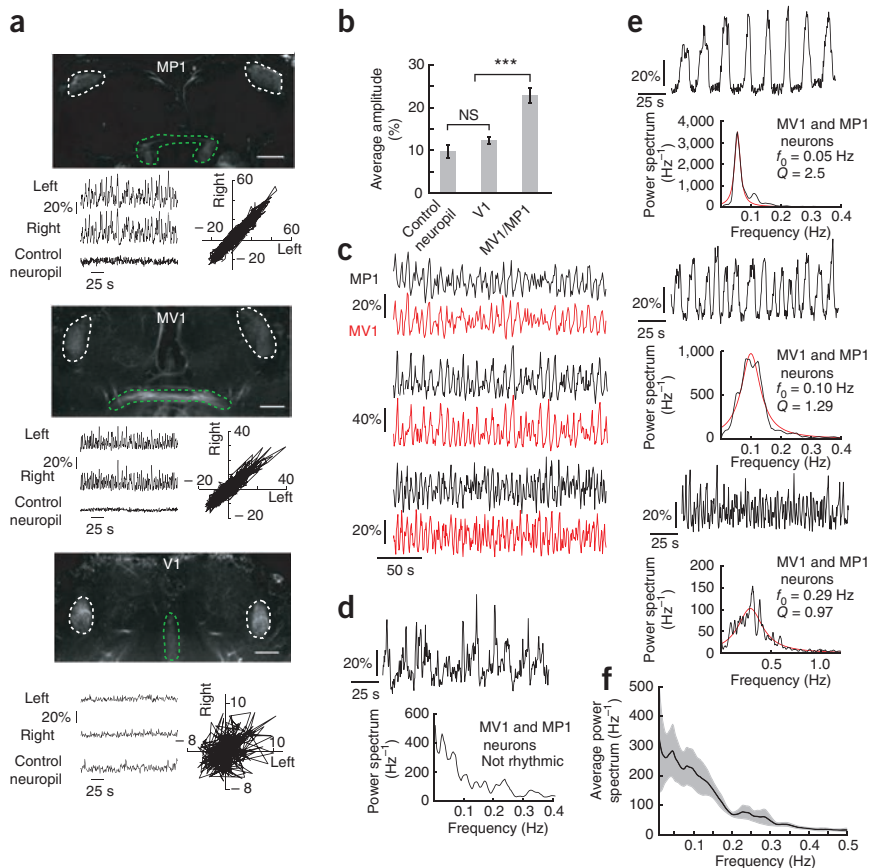 a
MP1
Left
20%
Right
Control
neuropil
25 s
Right
60
– 20
60
Left
– 20
MV1
Left
20%
Right
Control
neuropil
25 s
Right
40
– 20
40
Left
– 20
V1
Left
20%
Right
Control
neuropil
25 s
Right
10
– 8
10
Left
– 8
b
Average amplitude
(%)
30
20
10
0
NS
***
Control
neuropil
V1
MV1/MP1
c
MP1
20%
MV1
40%
20%
50 s
d
20%
25 s
Power spectrum
(Hz⁻¹)
600
400
200
0
MV1 and MP1
neurons
Not rhythmic
0.1 0.2 0.3 0.4
Frequency (Hz)
e
20%
25 s
Power spectrum
(Hz⁻¹)
4,000
3,000
2,000
1,000
0
MV1 and MP1
neurons
f0 = 0.05 Hz
Q = 2.5
0.1 0.2 0.3 0.4
Frequency (Hz)
20%
25 s
Power spectrum
(Hz⁻¹)
1,000
500
0
MV1 and MP1
neurons
f0 = 0.10 Hz
Q = 1.29
0.1 0.2 0.3 0.4
Frequency (Hz)
20%
25 s
Power spectrum
(Hz⁻¹)
200
150
100
50
0
MV1 and MP1
neurons
f0 = 0.29 Hz
Q = 0.97
0.5 1.0
Frequency (Hz)
f
Average power
spectrum (Hz⁻¹)
500
400
300
200
100
0
0.1 0.2 0.3 0.4 0.5
Frequency (Hz)